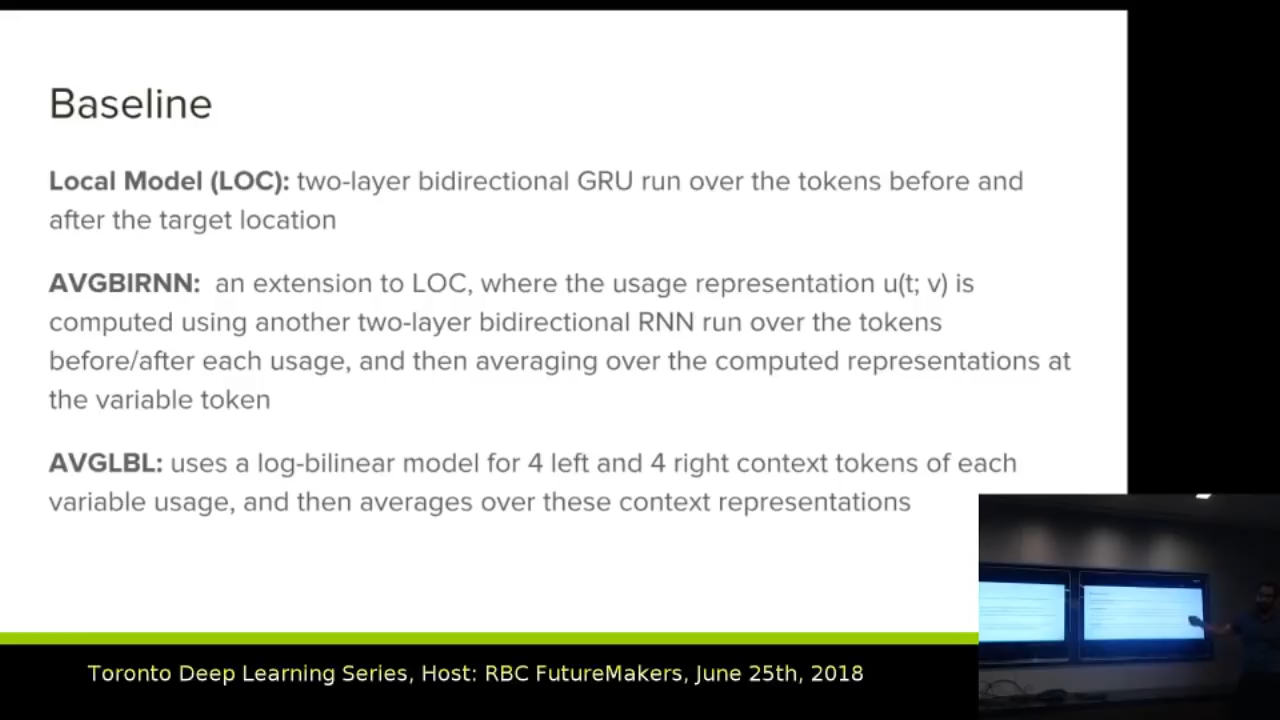 Baseline
Local Model (LOC): two-layer bidirectional GRU run over the tokens before and
after the target location
AVGBIRNN: an extension to LOC, where the usage representation u(t; v) is
computed using another two-layer bidirectional RNN run over the tokens
before/after each usage, and then averaging over the computed representations at
the variable token
AVGLBL: uses a log-bilinear model for 4 left and 4 right context tokens of each
variable usage, and then averages over these context representations
Toronto Deep Learning Series, Host: RBC FutureMakers, June 25th, 2018